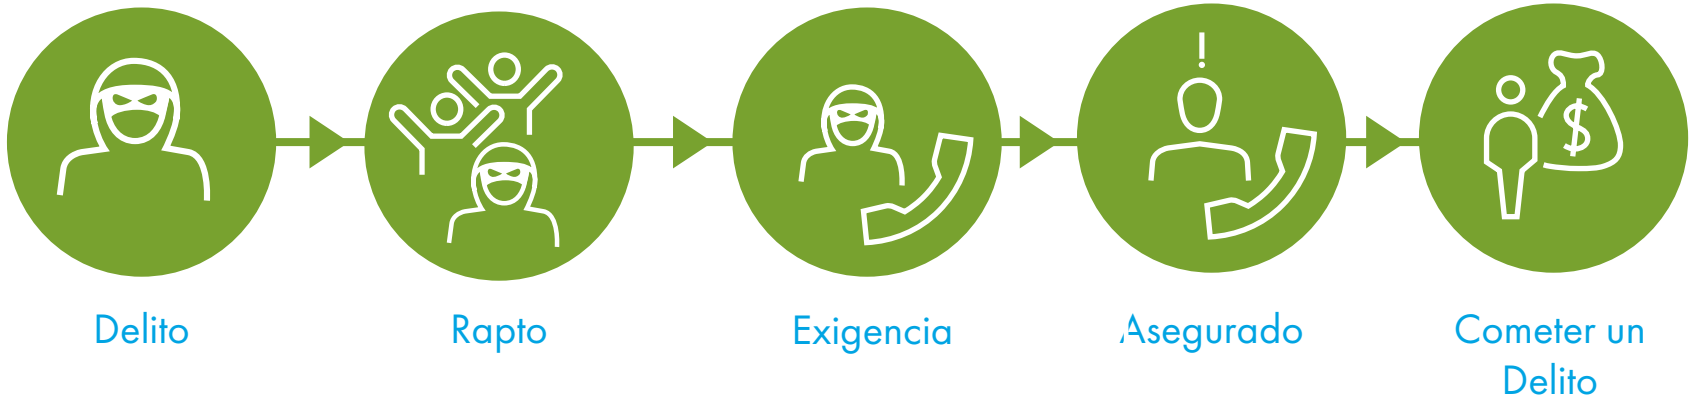 Delito
Rapto
Exigencia
Asegurado
Cometer un
Delito